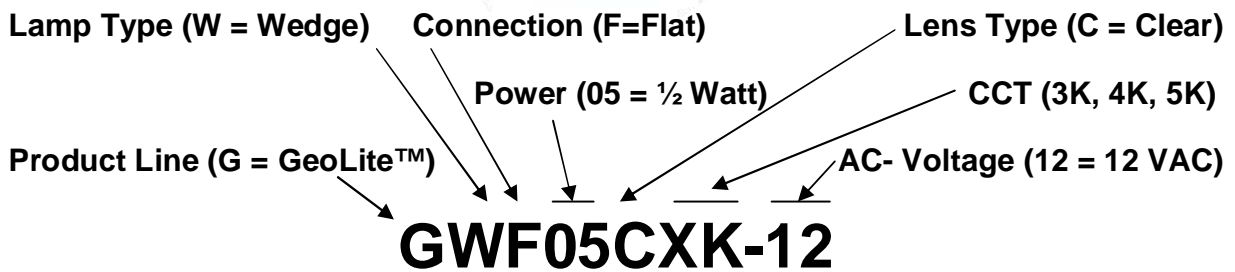 Lamp Type (W = Wedge) Connection (F=Flat) Lens Type (C = Clear)
Power (05 = ½ Watt) CCT (3K, 4K, 5K)
Product Line (G = GeoLite™) AC- Voltage (12 = 12 VAC)
GWF05CXK-12